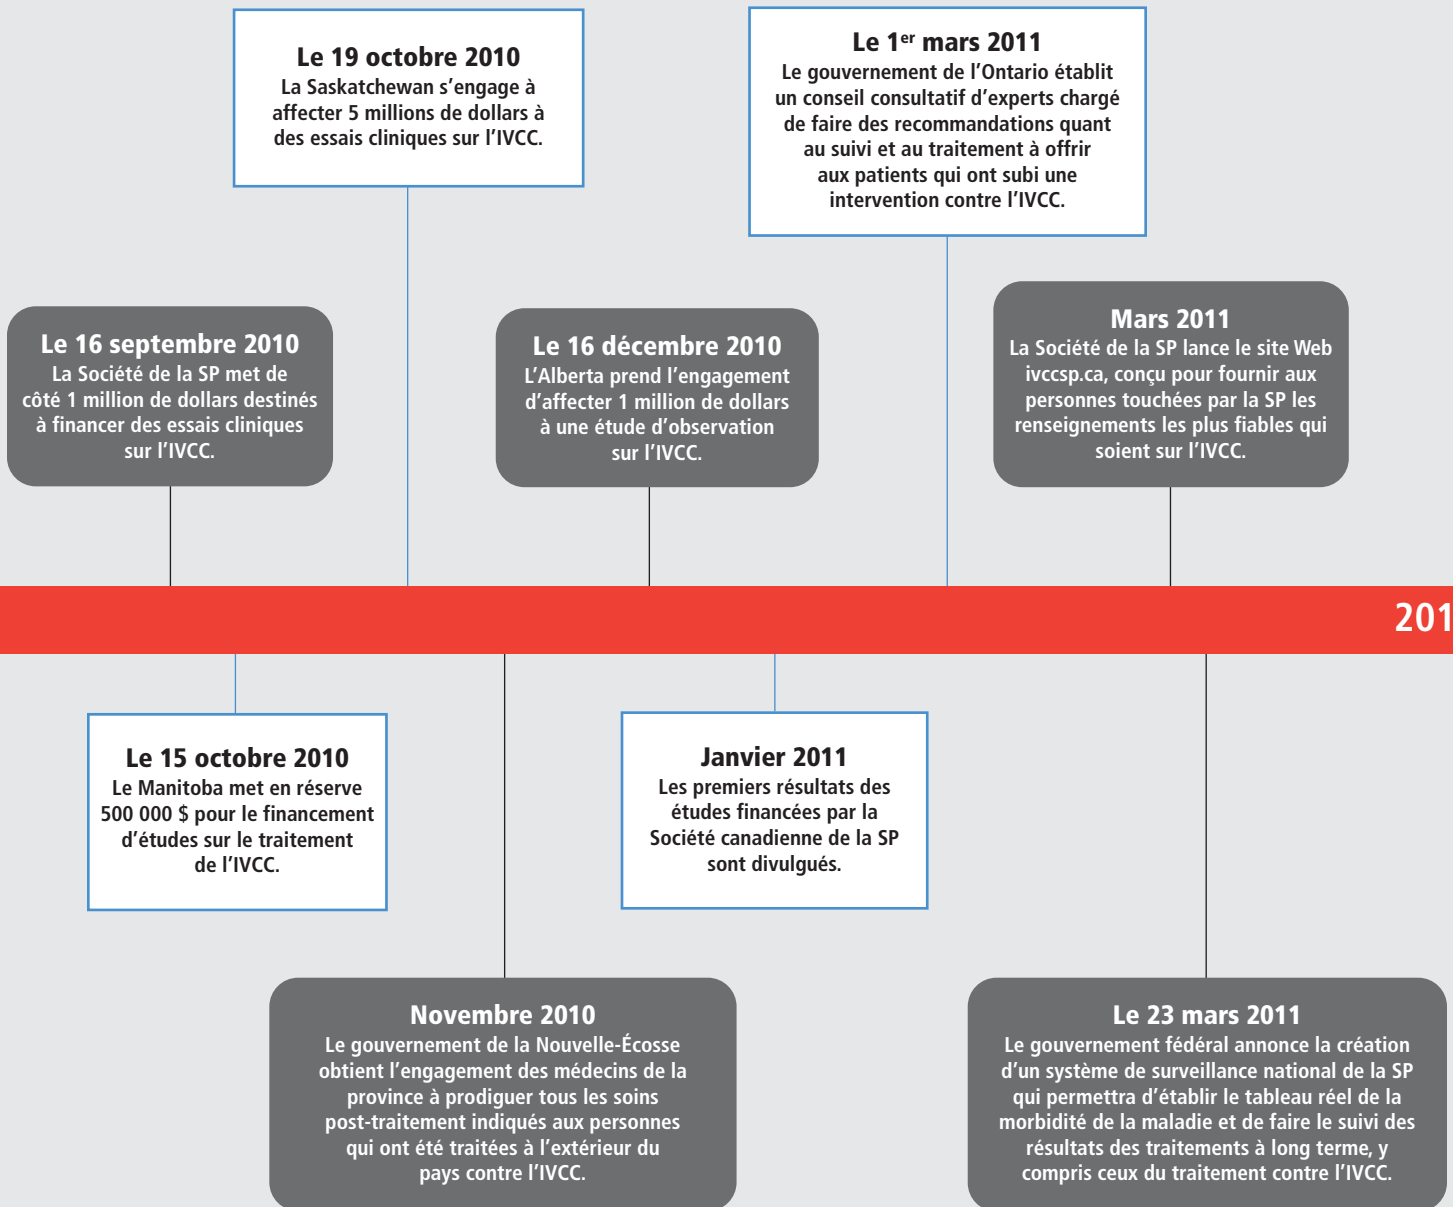 Le 19 octobre 2010
La Saskatchewan s’engage à
affecter 5 millions de dollars à
des essais cliniques sur l’IVCC.
Le 1er mars 2011
Le gouvernement de l’Ontario établit
un conseil consultatif d’experts chargé
de faire des recommandations quant
au suivi et au traitement à offrir
aux patients qui ont subi une
intervention contre l’IVCC.
Le 16 septembre 2010
La Société de la SP met de
côté 1 million de dollars destinés
à financer des essais cliniques
sur l’IVCC.
Le 16 décembre 2010
L’Alberta prend l’engagement
d’affecter 1 million de dollars
à une étude d’observation
sur l’IVCC.
Mars 2011
La Société de la SP lance le site Web
ivccsp.ca, conçu pour fournir aux
personnes touchées par la SP les
renseignements les plus fiables qui
soient sur l’IVCC.
201
Le 15 octobre 2010
Le Manitoba met en réserve
500 000 $ pour le financement
d’études sur le traitement
de l’IVCC.
Janvier 2011
Les premiers résultats des
études financées par la
Société canadienne de la SP
sont divulgués.
Novembre 2010
Le gouvernement de la Nouvelle-Écosse
obtient l’engagement des médecins de la
province à prodiguer tous les soins
post-traitement indiqués aux personnes
qui ont été traitées à l’extérieur du
pays contre l’IVCC.
Le 23 mars 2011
Le gouvernement fédéral annonce la création
d’un système de surveillance national de la SP
qui permettra d’établir le tableau réel de la
morbidité de la maladie et de faire le suivi des
résultats des traitements à long terme, y
compris ceux du traitement contre l’IVCC.